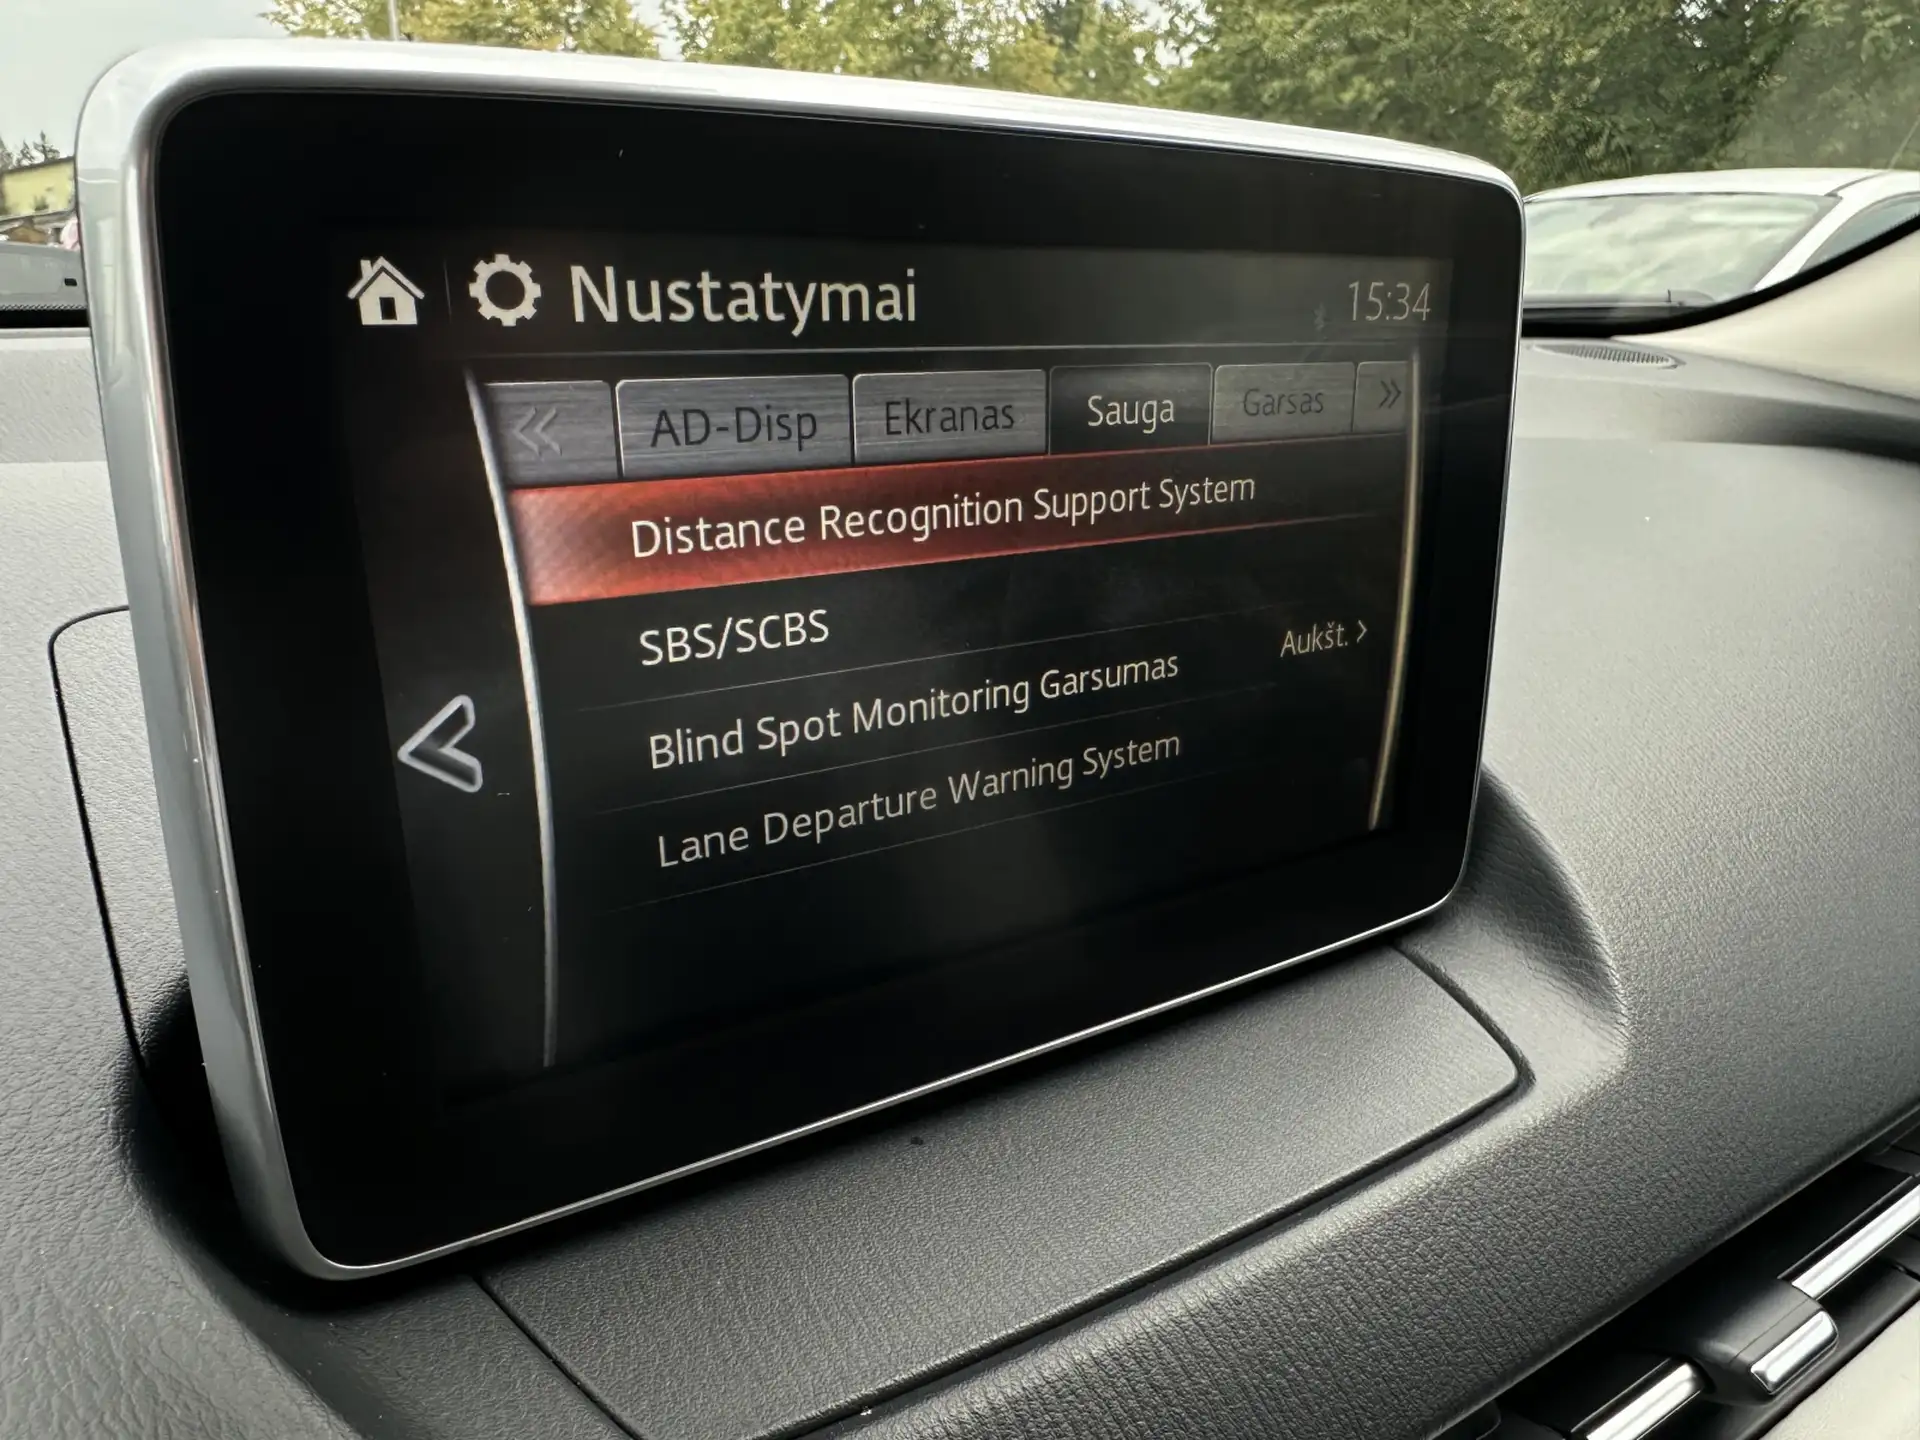 Nustatymai
15:34
AD-Disp
Ekranas
Sauga
Garsas
Distance Recognition Support System
SBS/SCBS
Blind Spot Monitoring Garsumas
Aukšt.
Lane Departure Warning System